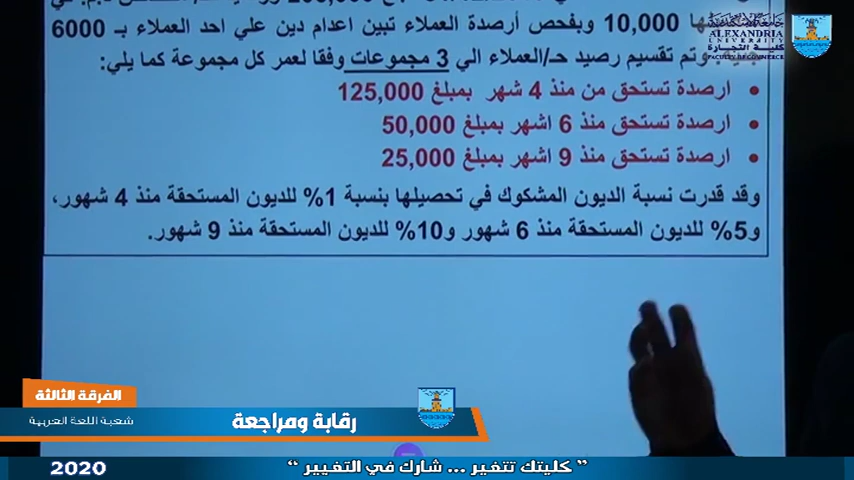 10,000 وبفحص أرصدة العملاء تبين اعدام دين علي احد العملاء بـ 6000
وتم تقسيم رصيد حـ/العملاء الي 3 مجموعات وفقا لعمر كل مجموعة كما يلي:
• ارصدة تستحق من منذ 4 شهر بمبلغ 125,000
• ارصدة تستحق منذ 6 اشهر بمبلغ 50,000
• ارصدة تستحق منذ 9 اشهر بمبلغ 25,000
وقد قدرت نسبة الديون المشكوك في تحصيلها بنسبة 1% للديون المستحقة منذ 4 شهور،
و5% للديون المستحقة منذ 6 شهور و10% للديون المستحقة منذ 9 شهور.
جامعة الإسكندرية
ALEXANDRIA
UNIVERSITY
كلية التجارة
FACULTY OF COMMERCE
الفرقة الثالثة
شعبة اللغة العربية
رقابة ومراجعة
2020
” كليتك تتغير ... شارك في التغيير “